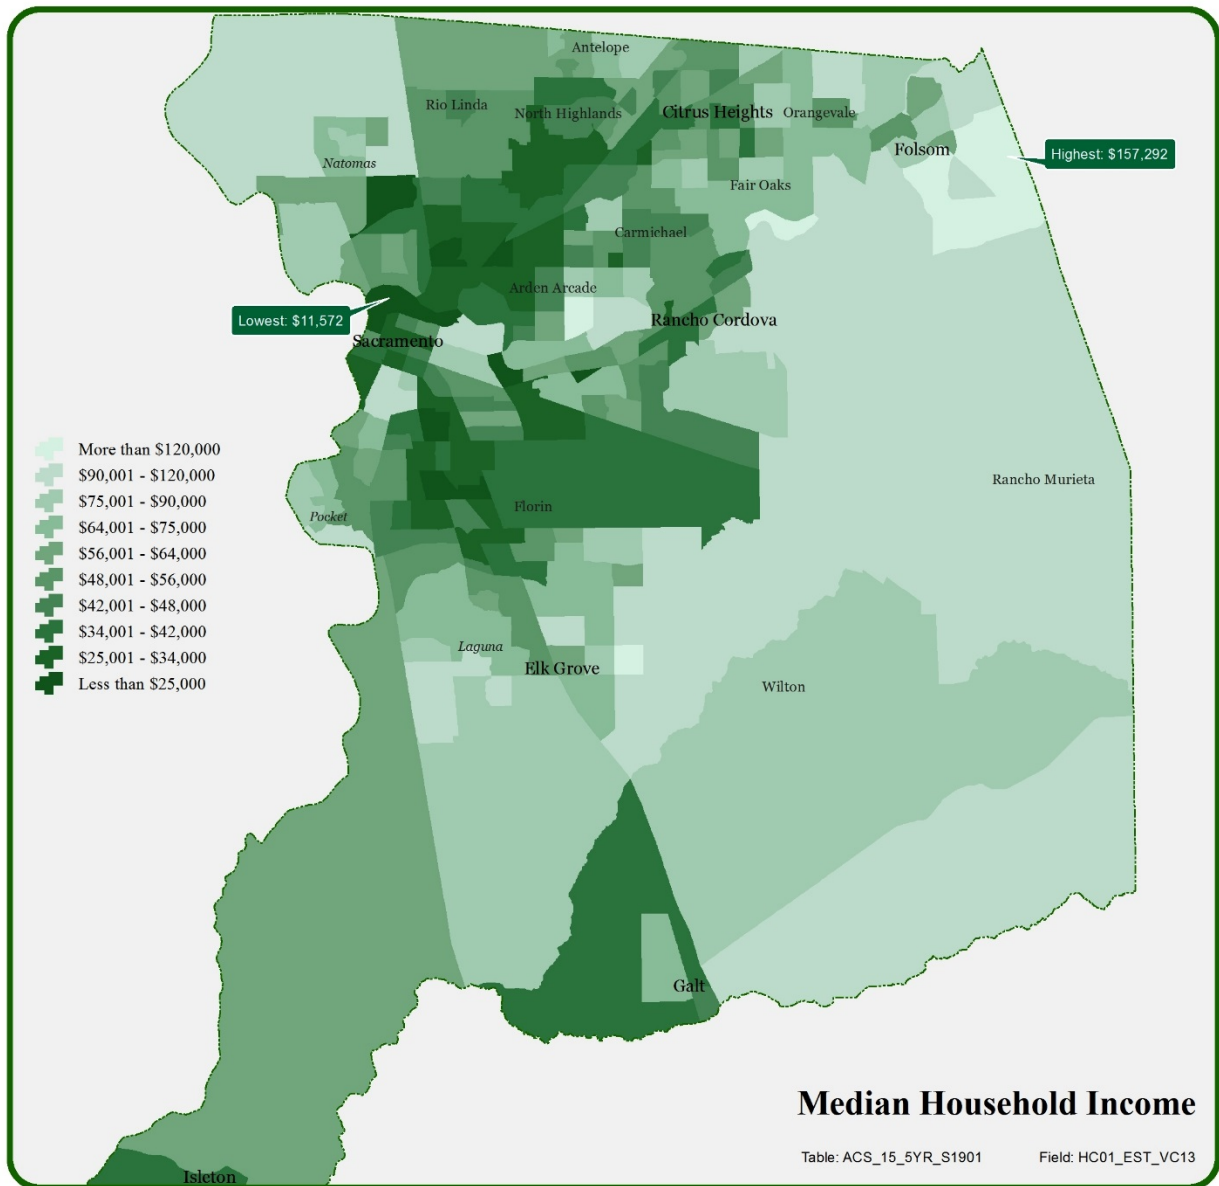 Antelope
Rio Linda
North Highlands
Citrus Heights
Orangevale
Natomas
Folsom
Highest: $157,292
Fair Oaks
Carmichael
Arden Arcade
Lowest: $11,572
Rancho Cordova
Sacramento
More than $120,000
$90,001 - $120,000
$75,001 - $90,000
$64,001 - $75,000
$56,001 - $64,000
$48,001 - $56,000
$42,001 - $48,000
$34,001 - $42,000
$25,001 - $34,000
Less than $25,000
Rancho Murieta
Florin
Pocket
Laguna
Elk Grove
Wilton
Galt
Isleton
Median Household Income
Table: ACS_15_5YR_S1901 Field: HC01_EST_VC13